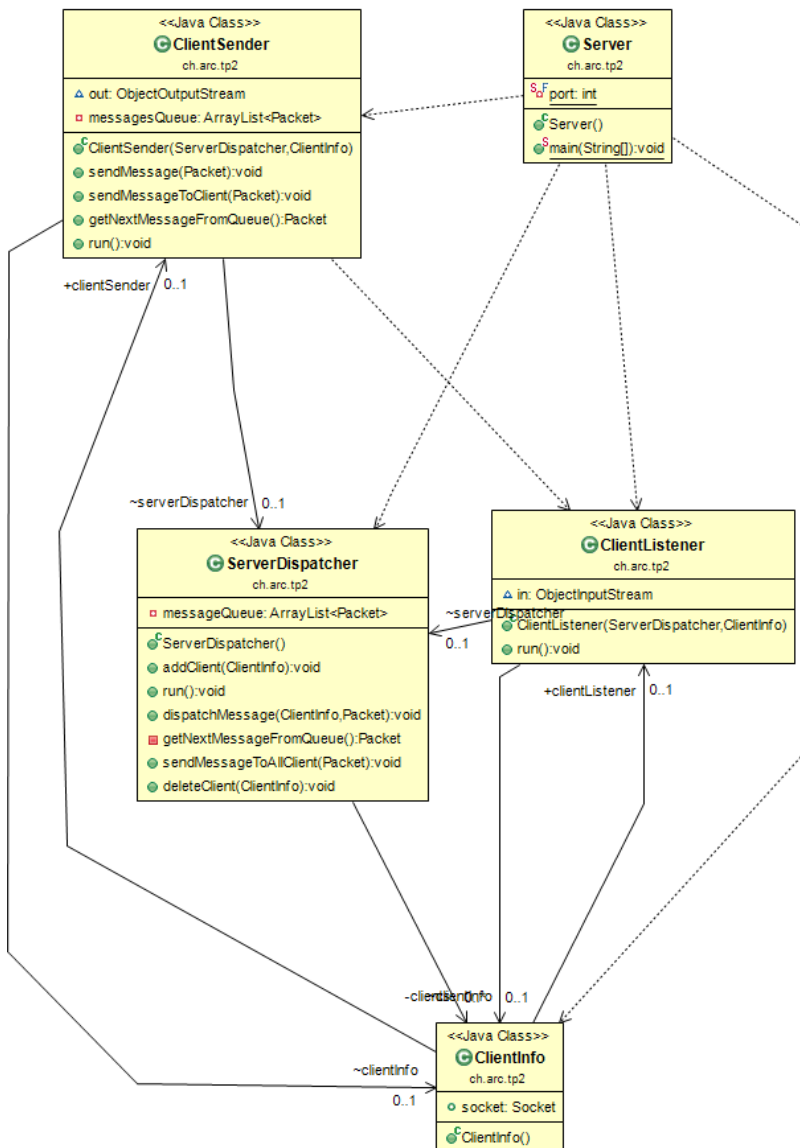 <<Java Class>>
ClientSender
ch.arc.tp2
out: ObjectOutputStream
messagesQueue: ArrayList<Packet>
ClientSender(ServerDispatcher,ClientInfo)
sendMessage(Packet):void
sendMessageToClient(Packet):void
getNextMessageFromQueue():Packet
run():void
<<Java Class>>
Server
ch.arc.tp2
port: int
Server()
main(String[]):void
+clientSender 0..1
~serverDispatcher 0..1
<<Java Class>>
ServerDispatcher
ch.arc.tp2
messageQueue: ArrayList<Packet>
ServerDispatcher()
addClient(ClientInfo):void
run():void
dispatchMessage(ClientInfo,Packet):void
getNextMessageFromQueue():Packet
sendMessageToAllClient(Packet):void
deleteClient(ClientInfo):void
<<Java Class>>
ClientListener
ch.arc.tp2
in: ObjectInputStream
ClientListener(ServerDispatcher,ClientInfo)
run():void
~serverDispatcher
0..1
+clientListener 0..1
0..1
~clientInfo
0..1
<<Java Class>>
ClientInfo
ch.arc.tp2
socket: Socket
ClientInfo()